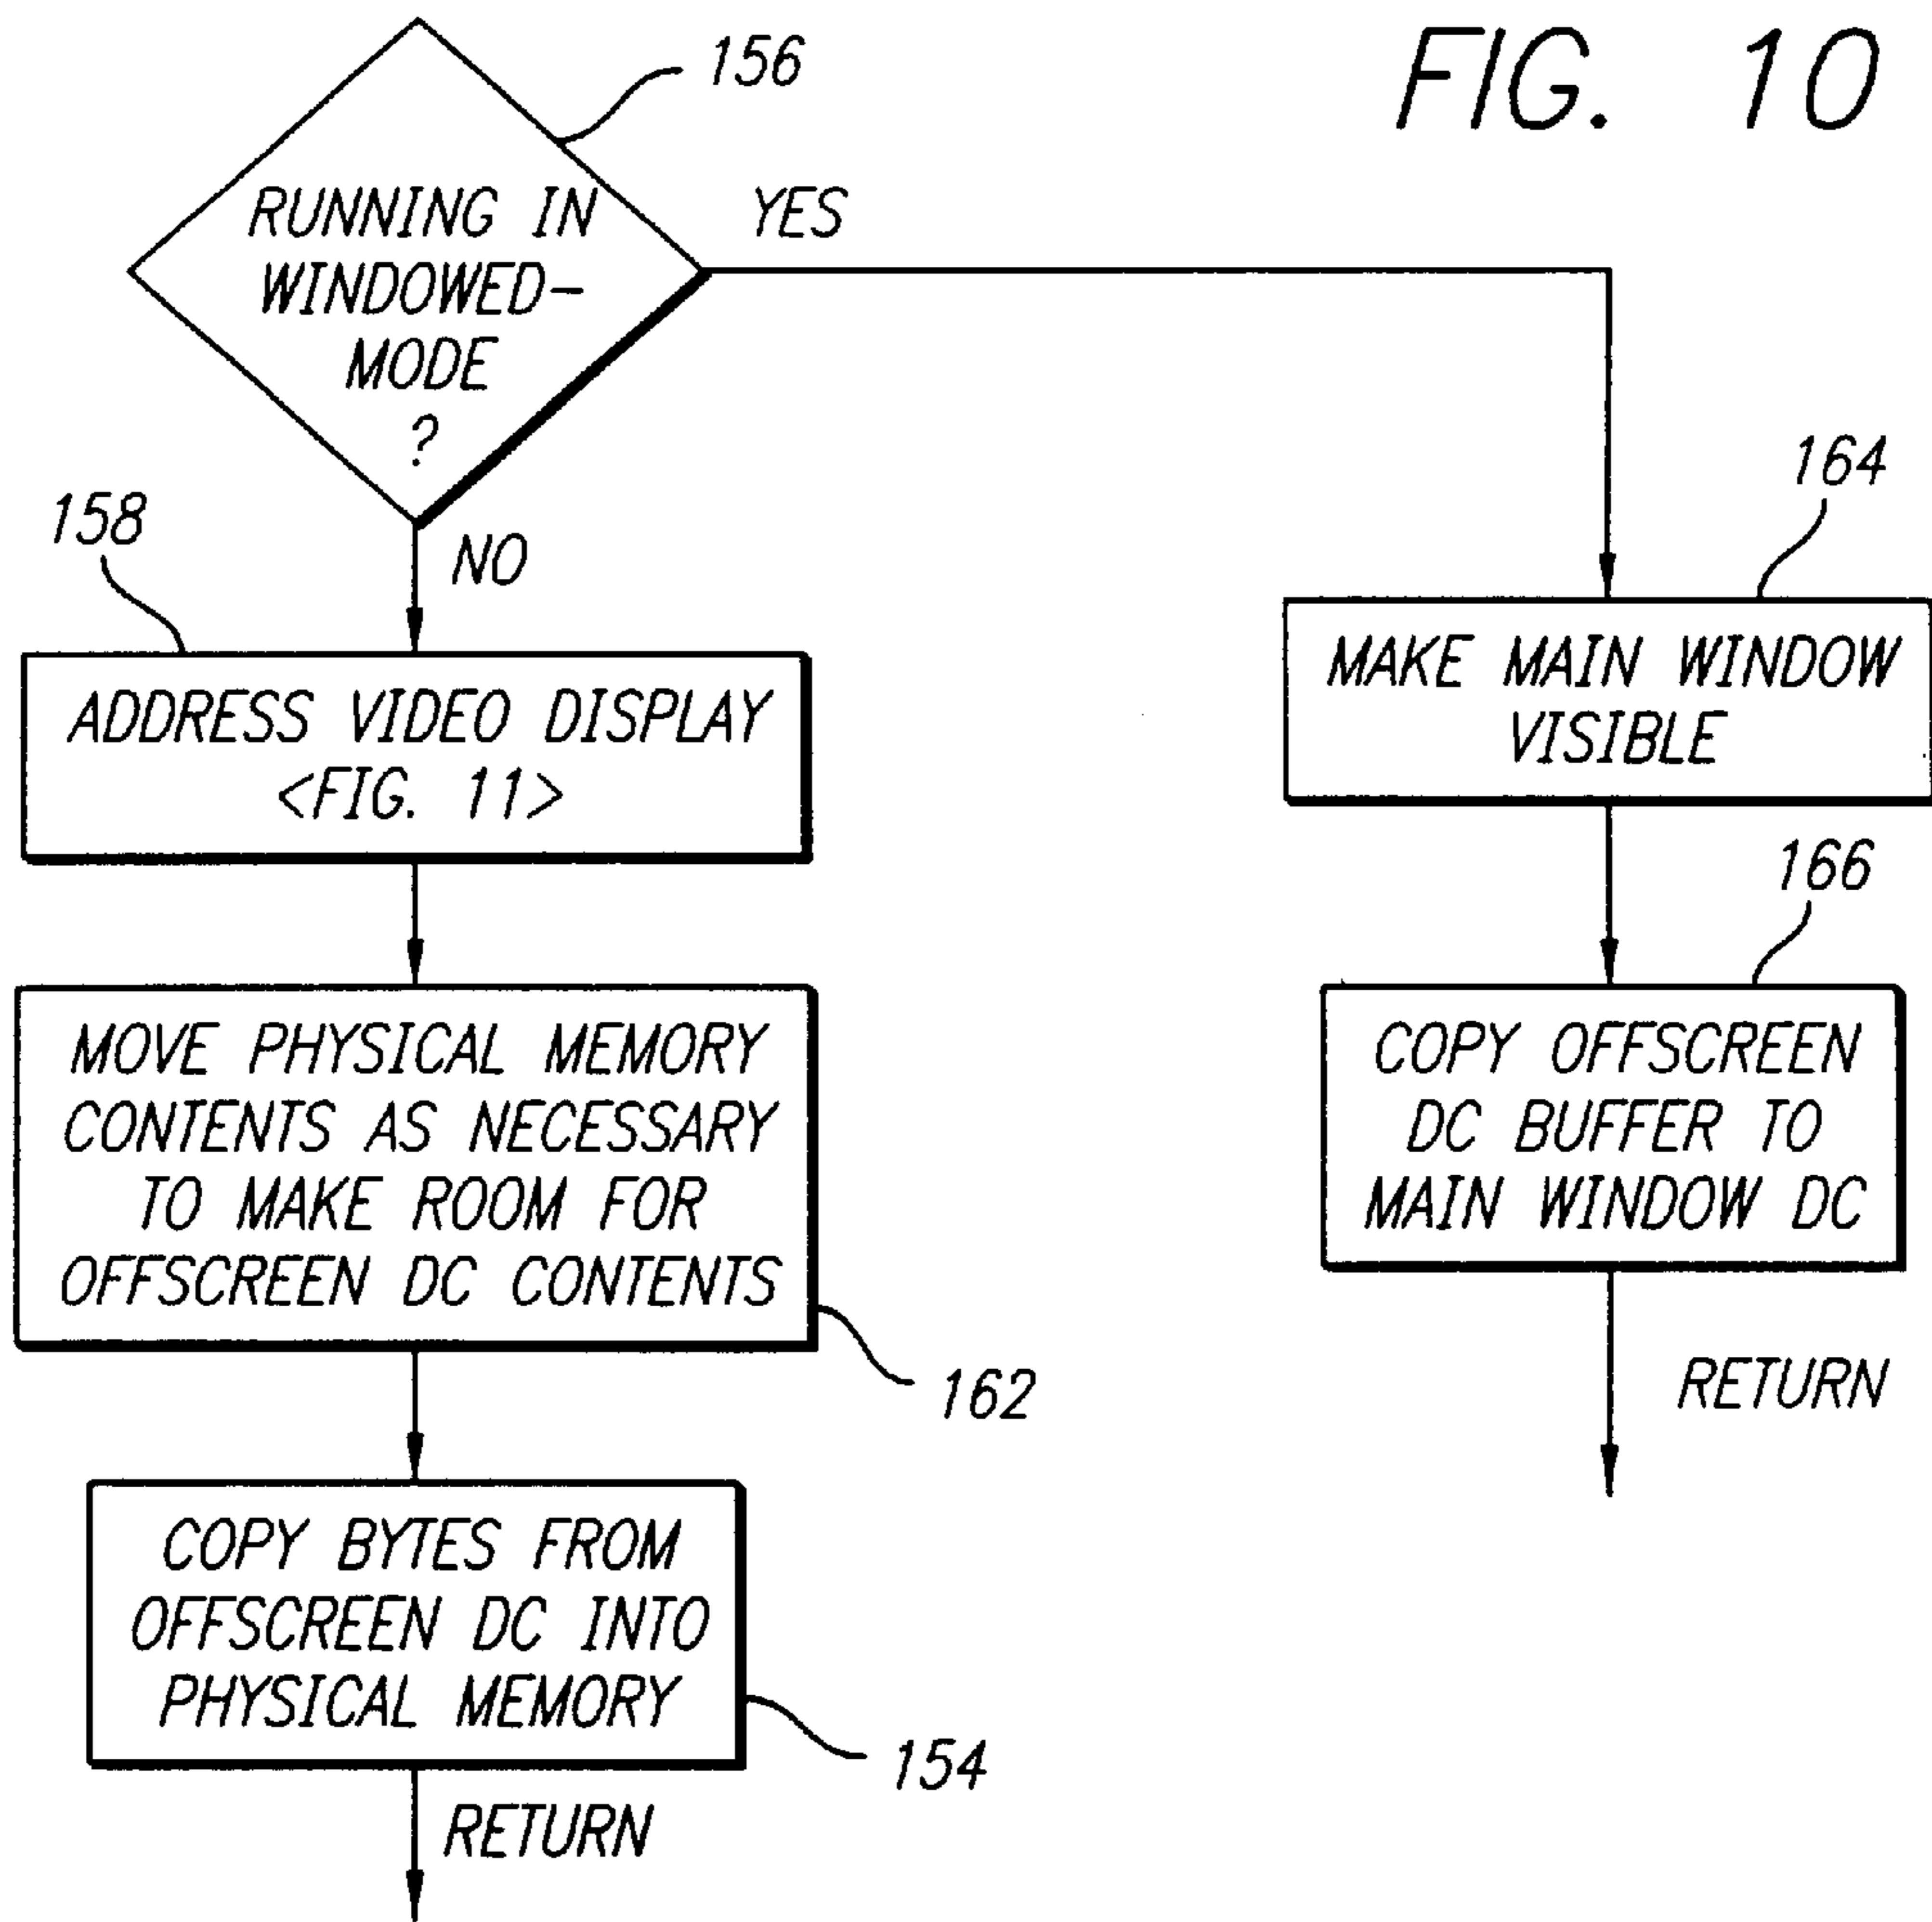 FIG. 10
156
RUNNING IN
WINDOWED-
MODE
?
YES
NO
158
ADDRESS VIDEO DISPLAY
<FIG. 11>
MOVE PHYSICAL MEMORY
CONTENTS AS NECESSARY
TO MAKE ROOM FOR
OFFSCREEN DC CONTENTS
162
COPY BYTES FROM
OFFSCREEN DC INTO
PHYSICAL MEMORY
154
RETURN
164
MAKE MAIN WINDOW
VISIBLE
166
COPY OFFSCREEN
DC BUFFER TO
MAIN WINDOW DC
RETURN